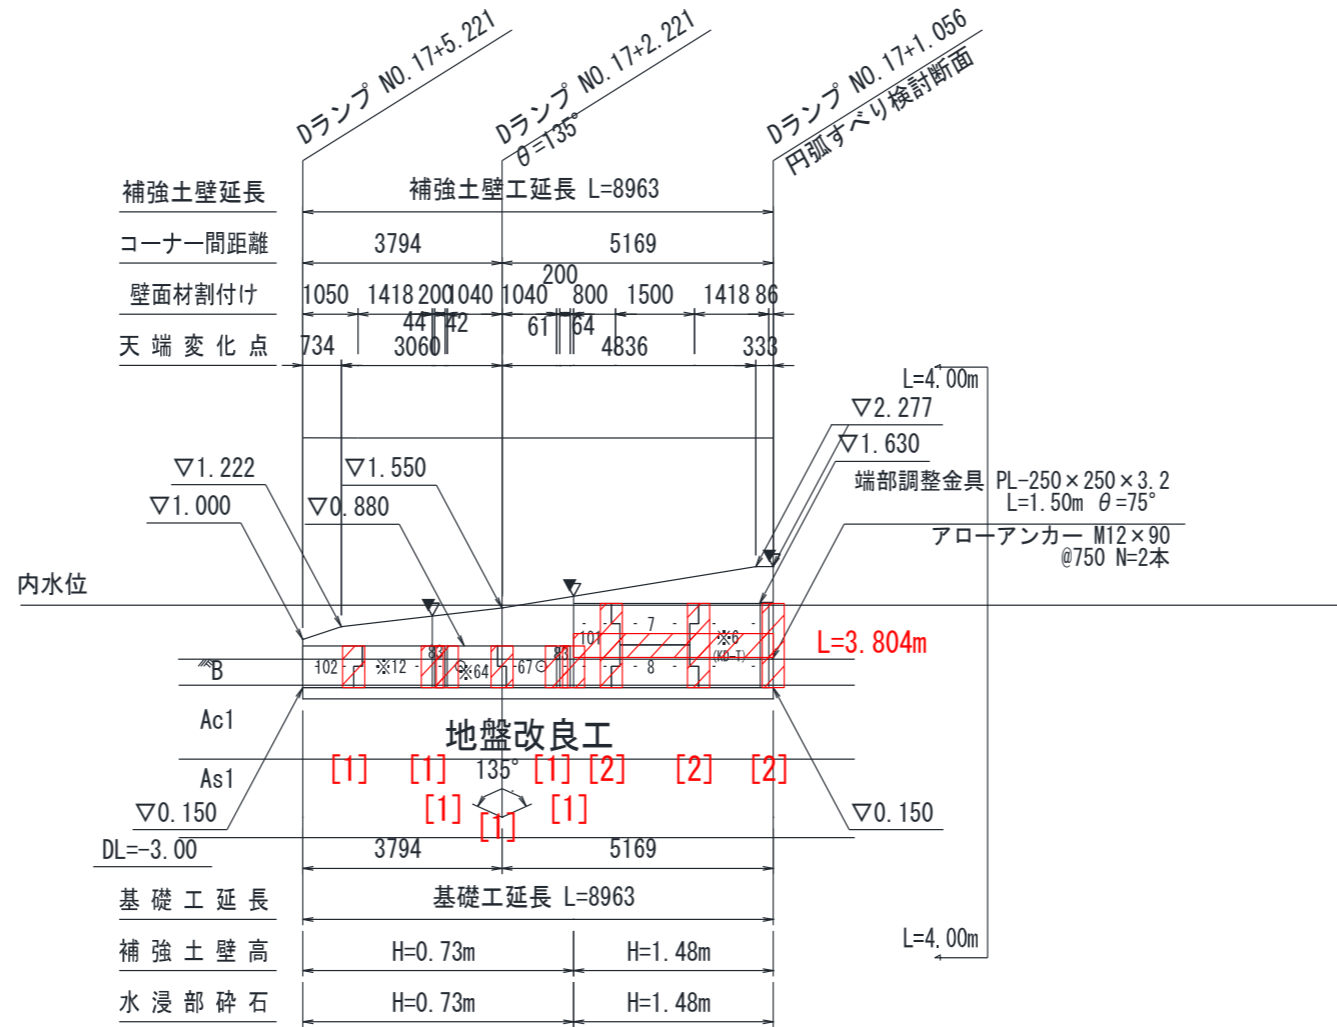 Dランプ NO.17+5.221
Dランプ NO.17+2.221
θ=135°
Dランプ NO.17+1.056
円弧すべり検討断面
補強土壁延長
補強土壁工延長 L=8963
コーナー間距離
3794
5169
壁面材割付け
1050
1418
200
1040
1040
200
800
1500
1418
86
44
42
61
64
天端変化点
734
3060
4836
333
L=4.00m
▽2.277
▽1.630
▽1.222
▽1.550
▽1.000
▽0.880
端部調整金具 PL-250×250×3.2
L=1.50m θ=75°
アローアンカー M12×90
@750 N=2本
内水位
B
102
※12
83
※64
67
83
101
7
8
※6
(KD-T)
L=3.804m
Ac1
地盤改良工
As1
[1]
[1]
135°
[1]
[2]
[2]
[2]
[1]
[1]
[1]
▽0.150
▽0.150
DL=-3.00
3794
5169
基礎工延長
基礎工延長 L=8963
補強土壁高
H=0.73m
H=1.48m
L=4.00m
水浸部砕石
H=0.73m
H=1.48m